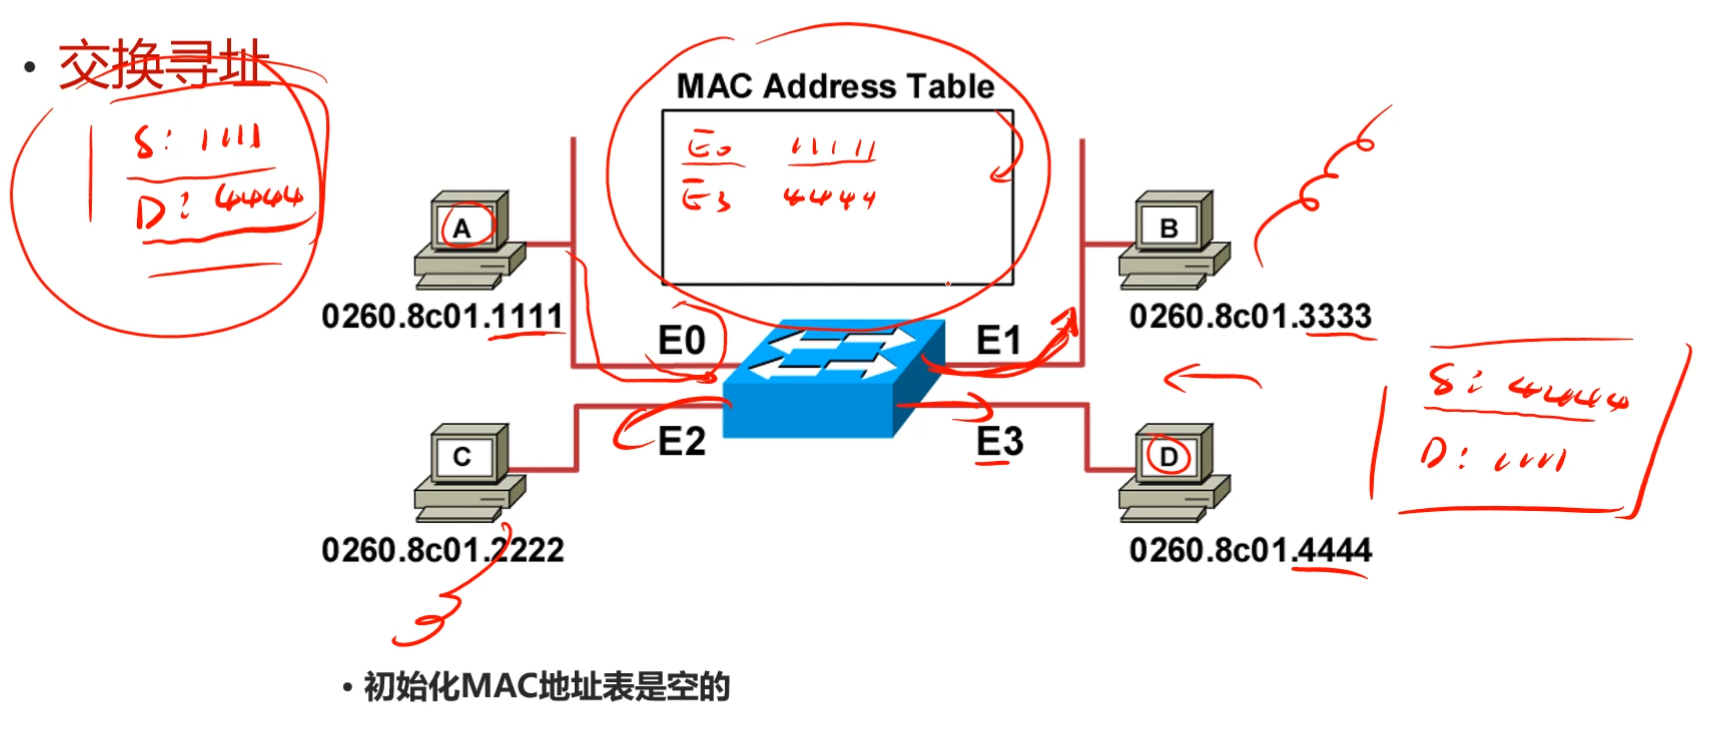 • 交换寻址
S: 1111
D: 4444
MAC Address Table
E0 11111
E3 4444
A
B
0260.8c01.1111
E0
E1
0260.8c01.3333
S: 4444
D: 1111
C
E2
E3
D
0260.8c01.2222
0260.8c01.4444
• 初始化MAC地址表是空的